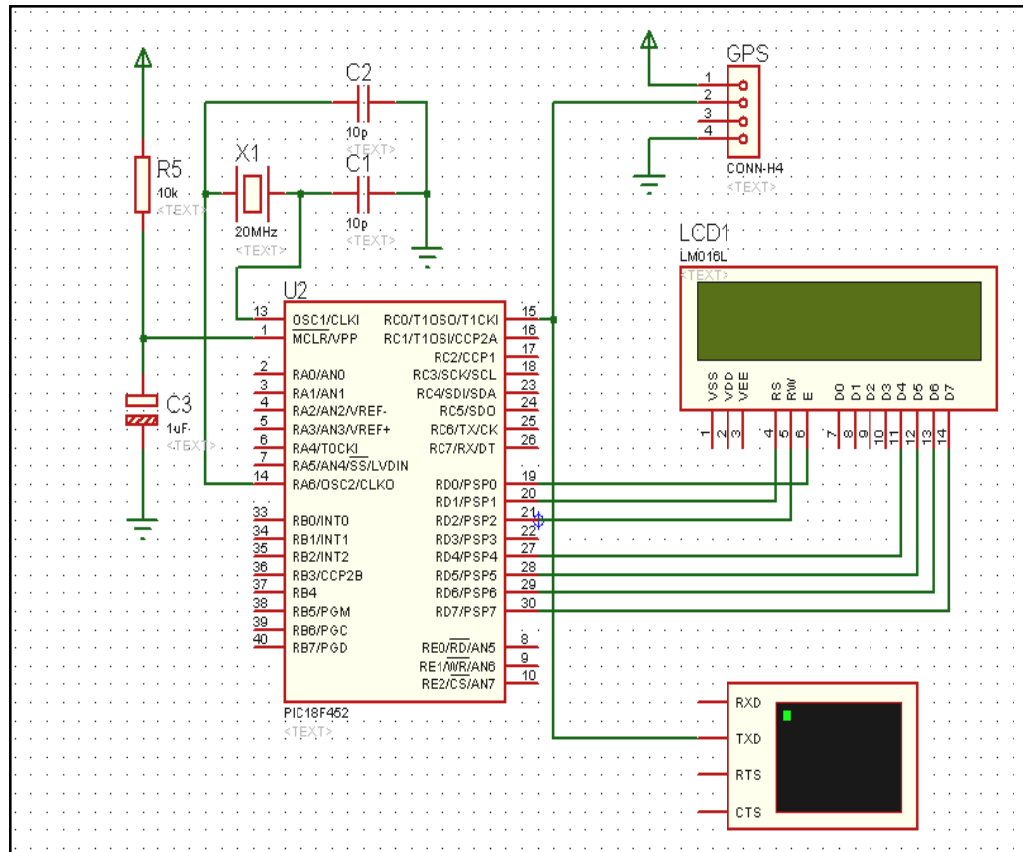 GPS
1
2
3
4
CONN-H4
<TEXT>
C2
10p
<TEXT>
X1
20MHz
<TEXT>
C1
10p
<TEXT>
R5
10k
<TEXT>
C3
1uF
<TEXT>
LCD1
LM016L
<TEXT>
VSS
VDD
VEE
RS
RW
E
D0
D1
D2
D3
D4
D5
D6
D7
1
2
3
4
5
6
7
8
9
10
11
12
13
14
U2
13 OSC1/CLKI RC0/T1OSO/T1CKI 15
1 MCLR/VPP RC1/T1OSI/CCP2A 16
RC2/CCP1 17
2 RA0/AN0 RC3/SCK/SCL 18
3 RA1/AN1 RC4/SDI/SDA 23
4 RA2/AN2/VREF- RC5/SDO 24
5 RA3/AN3/VREF+ RC6/TX/CK 25
6 RA4/T0CKI RC7/RX/DT 26
7 RA5/AN4/SS/LVDIN
14 RA6/OSC2/CLKO RD0/PSP0 19
RD1/PSP1 20
33 RB0/INT0 RD2/PSP2 21
34 RB1/INT1 RD3/PSP3 22
35 RB2/INT2 RD4/PSP4 27
36 RB3/CCP2B RD5/PSP5 28
37 RB4 RD6/PSP6 29
38 RB5/PGM RD7/PSP7 30
39 RB6/PGC
40 RB7/PGD RE0/RD/AN5 8
RE1/WR/AN6 9
RE2/CS/AN7 10
PIC18F452
<TEXT>
RXD
TXD
RTS
CTS